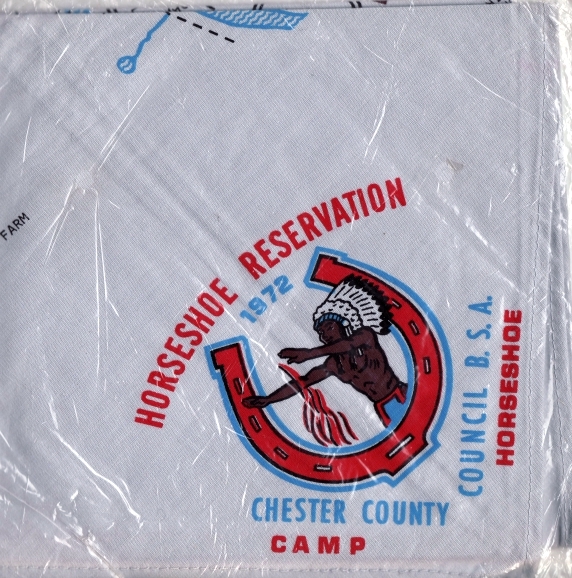 FARM
HORSESHOE RESERVATION
1972
CHESTER COUNTY
COUNCIL B. S. A.
CAMP
HORSESHOE